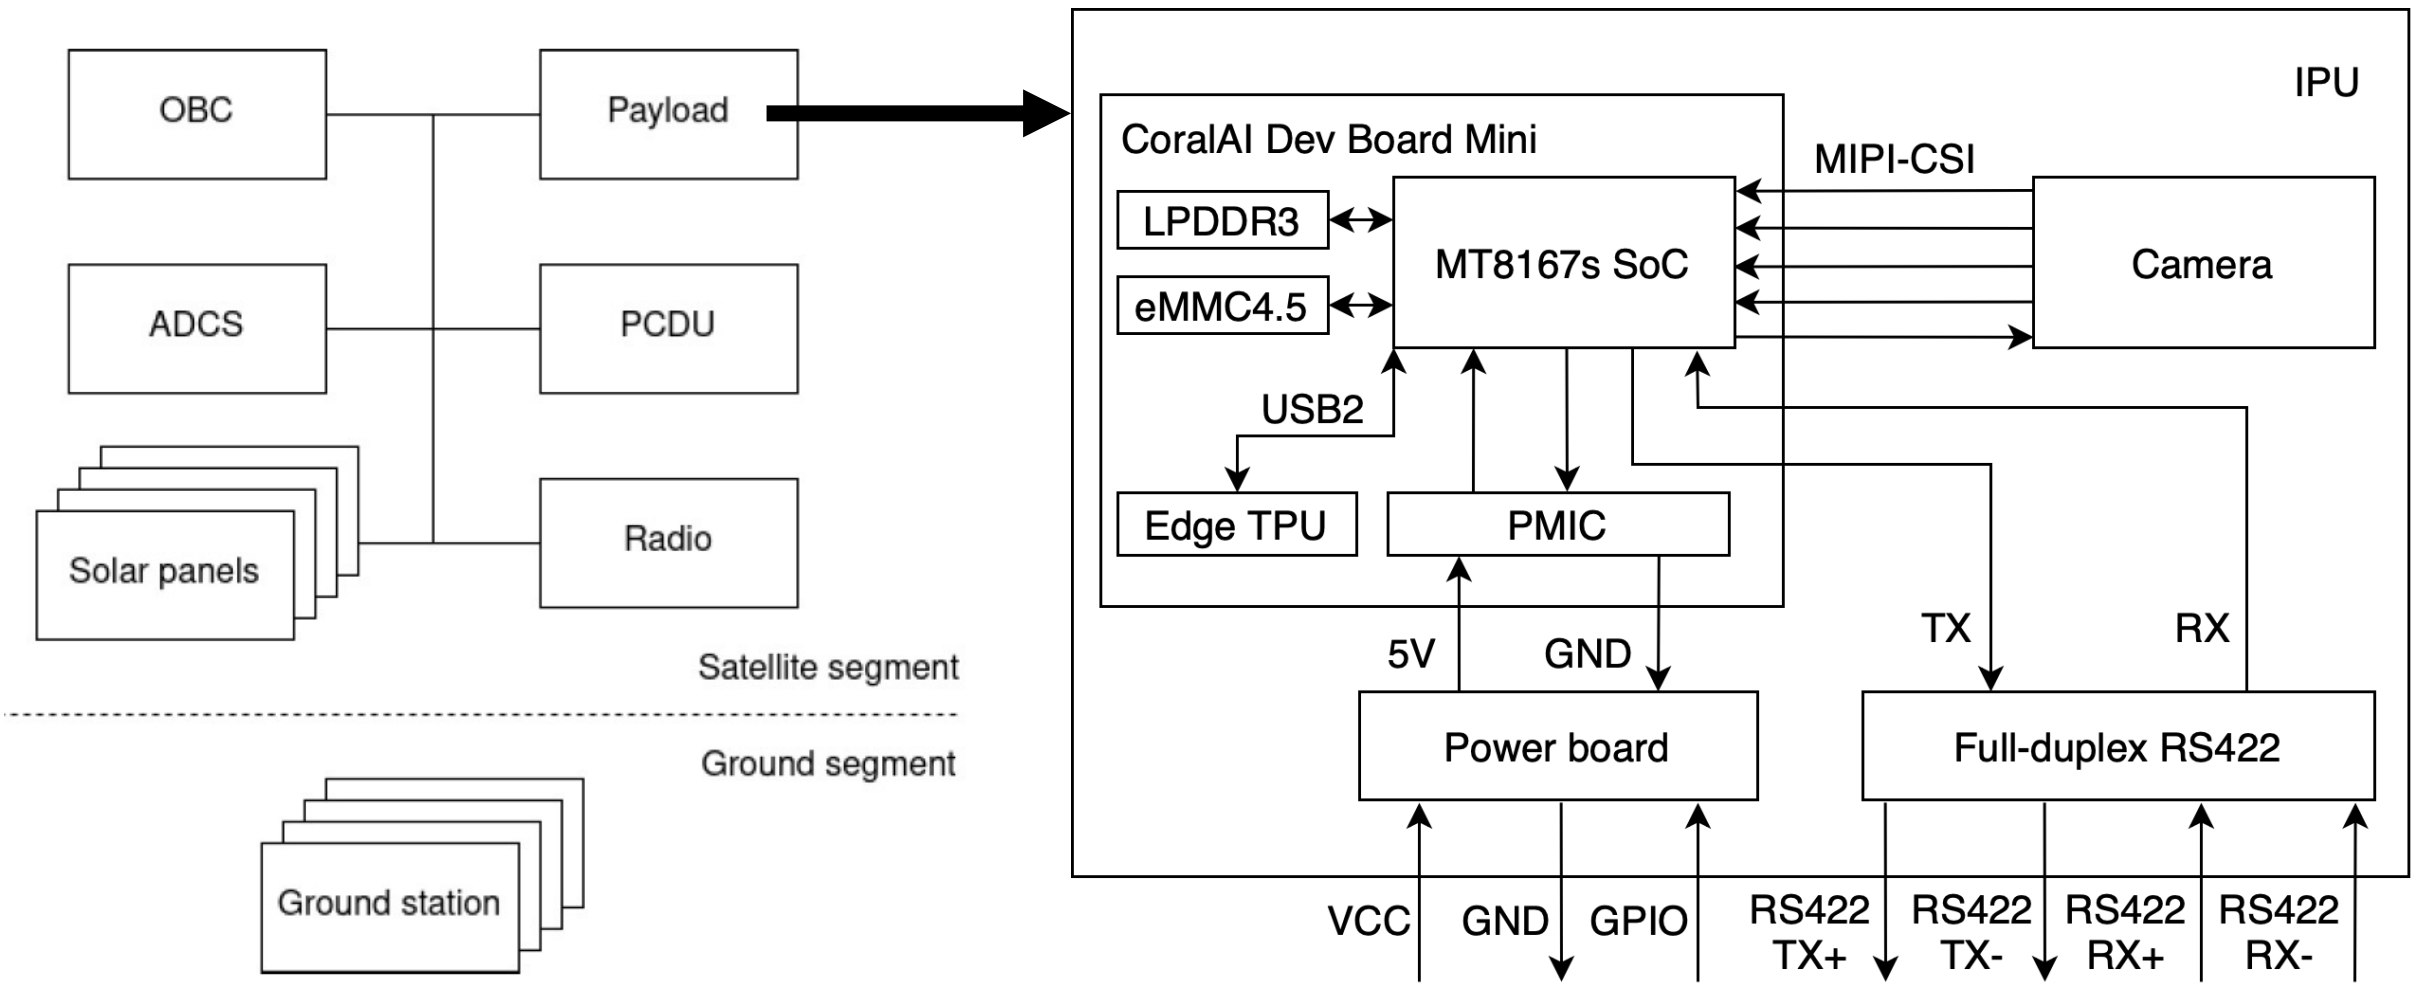 OBC
Payload
ADCS
PCDU
Solar panels
Radio
Satellite segment
Ground segment
Ground station
IPU
CoralAI Dev Board Mini
MIPI-CSI
LPDDR3
eMMC4.5
MT8167s SoC
Camera
USB2
Edge TPU
PMIC
5V
GND
TX
RX
Power board
Full-duplex RS422
VCC
GND
GPIO
RS422
TX+
RS422
TX-
RS422
RX+
RS422
RX-